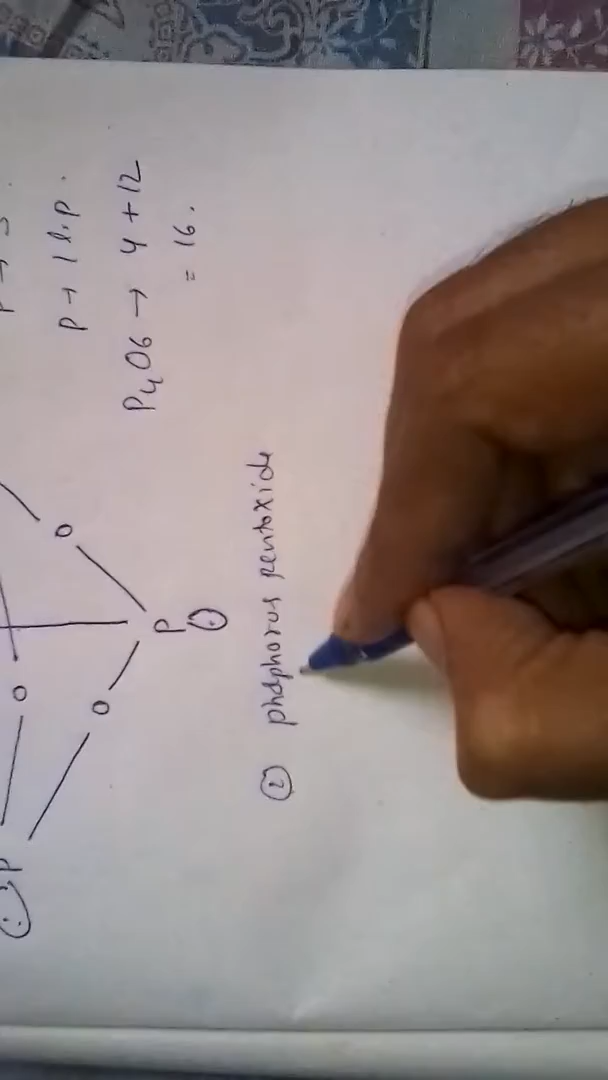 P → 1 l.p.
P4O6 → 4 + 12
= 16.
O
O
O
P
P
② phosphorus pentoxide